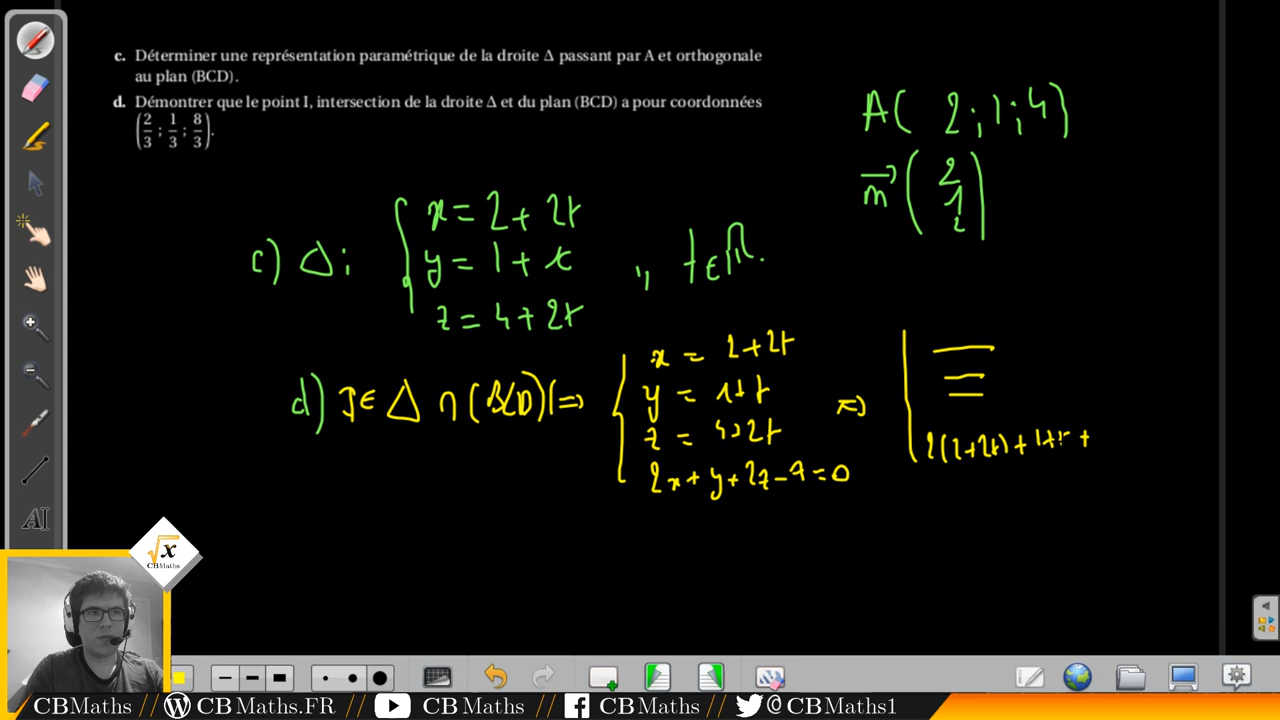 c. Déterminer une représentation paramétrique de la droite Δ passant par A et orthogonale
au plan (BCD).
d. Démontrer que le point I, intersection de la droite Δ et du plan (BCD) a pour coordonnées
(2/3 ; 1/3 ; 8/3).
A( 2 ; 1 ; 4 )
n⃗ ( 2
1
2 )
c) Δ :
x = 2 + 2t
y = 1 + t
z = 4 + 2t
, t ∈ ℝ.
d) I ∈ Δ ∩ (BCD) (=>
x = 2+2t
y = 1+t
z = 4+2t
2x + y + 2z - 9 = 0
2(2+2t) + 1+t +
AI
√x
CBMaths
CBMaths
CBMaths.FR
CBMaths
CBMaths
@CBMaths1